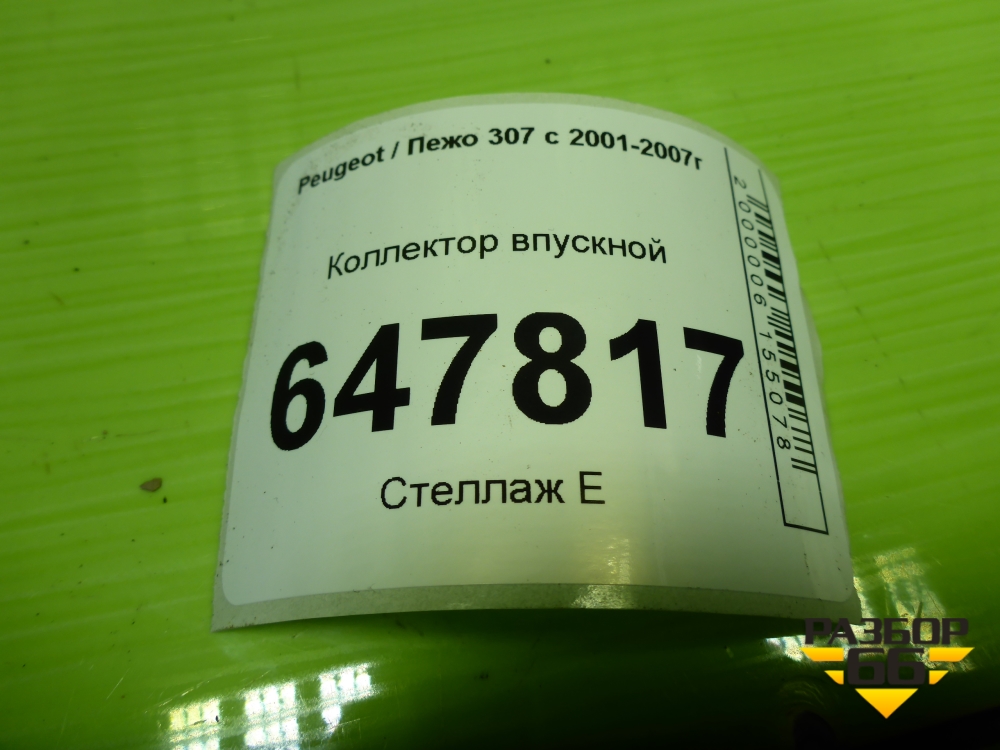 Peugeot / Пежо 307 с 2001-2007г
Коллектор впускной
647817
Стеллаж Е
2000006155078
РАЗБОР
66